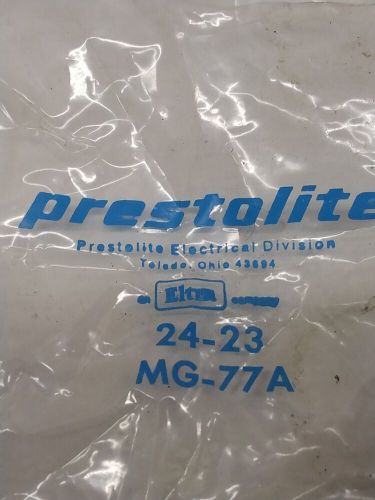 prestolite
Prestolite Electrical Division
Toledo, Ohio 43694
an Eltra company
24-23
MG-77A